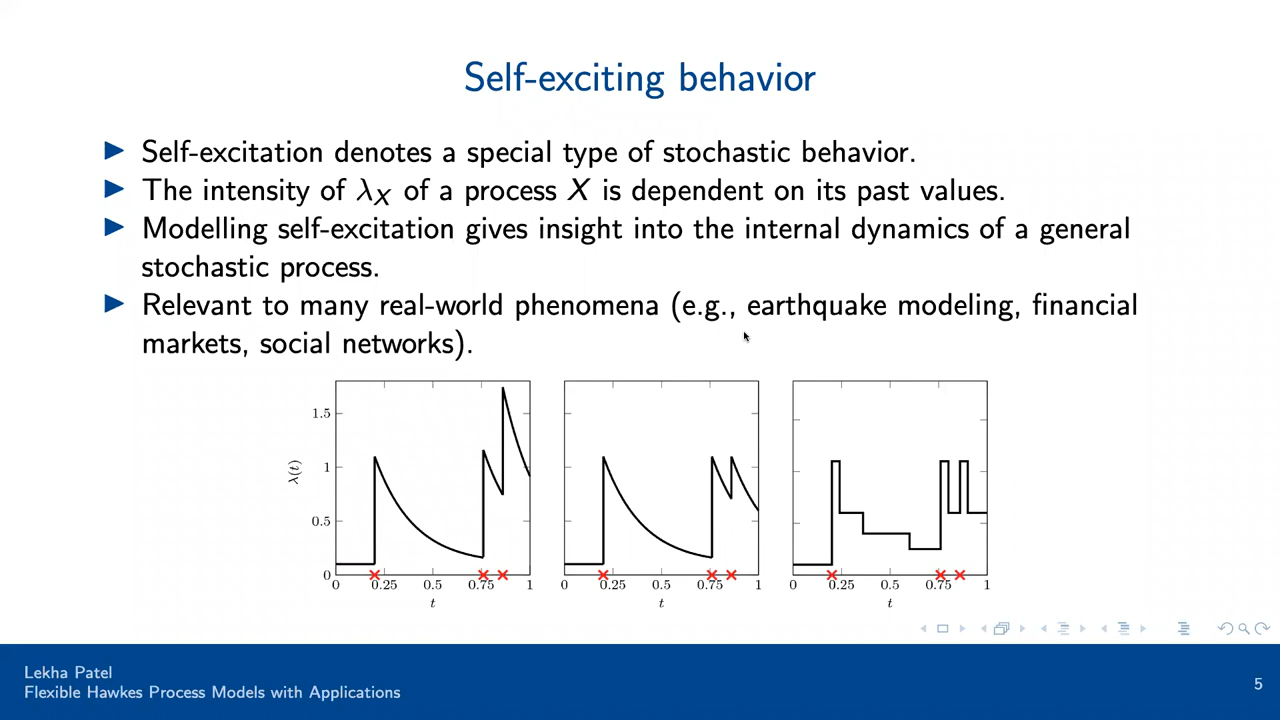 Self-exciting behavior
Self-excitation denotes a special type of stochastic behavior.
The intensity of λX of a process X is dependent on its past values.
Modelling self-excitation gives insight into the internal dynamics of a general
stochastic process.
Relevant to many real-world phenomena (e.g., earthquake modeling, financial
markets, social networks).
λ(t)
1.5
1
0.5
0
0 0.25 0.5 0.75 1
t
0 0.25 0.5 0.75 1
t
0 0.25 0.5 0.75 1
t
Lekha Patel
Flexible Hawkes Process Models with Applications
5